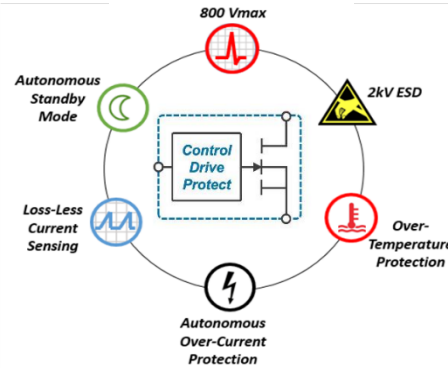 800 Vmax
Autonomous
Standby
Mode
2kV ESD
Control
Drive
Protect
Loss-Less
Current
Sensing
Over-
Temperature
Protection
Autonomous
Over-Current
Protection